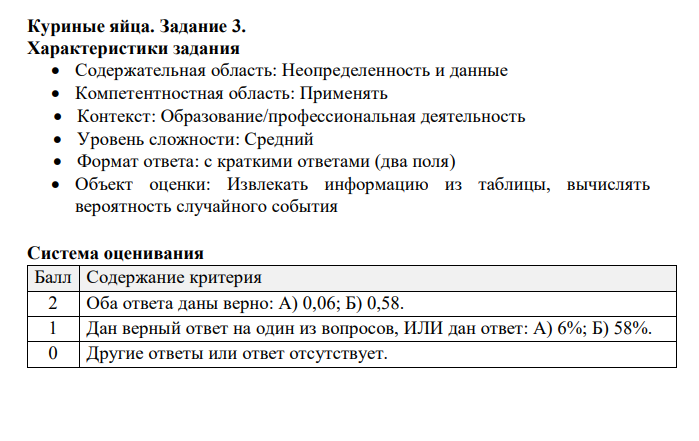 Куриные яйца. Задание 3.
Характеристики задания
• Содержательная область: Неопределенность и данные
• Компетентностная область: Применять
• Контекст: Образование/профессиональная деятельность
• Уровень сложности: Средний
• Формат ответа: с краткими ответами (два поля)
• Объект оценки: Извлекать информацию из таблицы, вычислять
вероятность случайного события
Система оценивания
Балл Содержание критерия
2 Оба ответа даны верно: А) 0,06; Б) 0,58.
1 Дан верный ответ на один из вопросов, ИЛИ дан ответ: А) 6%; Б) 58%.
0 Другие ответы или ответ отсутствует.